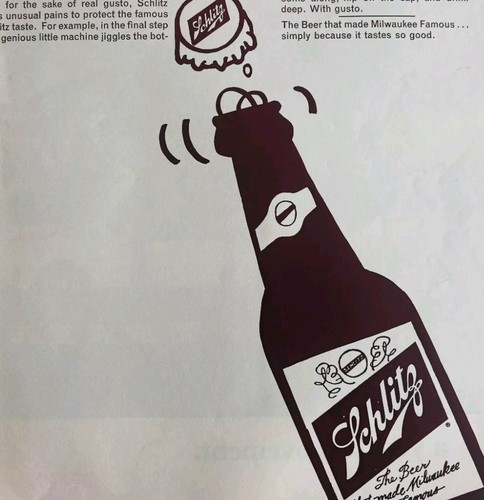 for the sake of real gusto, Schlitz
unusual pains to protect the famous
taste. For example, in the final step
genious little machine jiggles the bot-
deep. With gusto.
The Beer that made Milwaukee Famous...
simply because it tastes so good.
Schlitz
SCHLITZ
Schlitz
The Beer
made Milwaukee
Famous